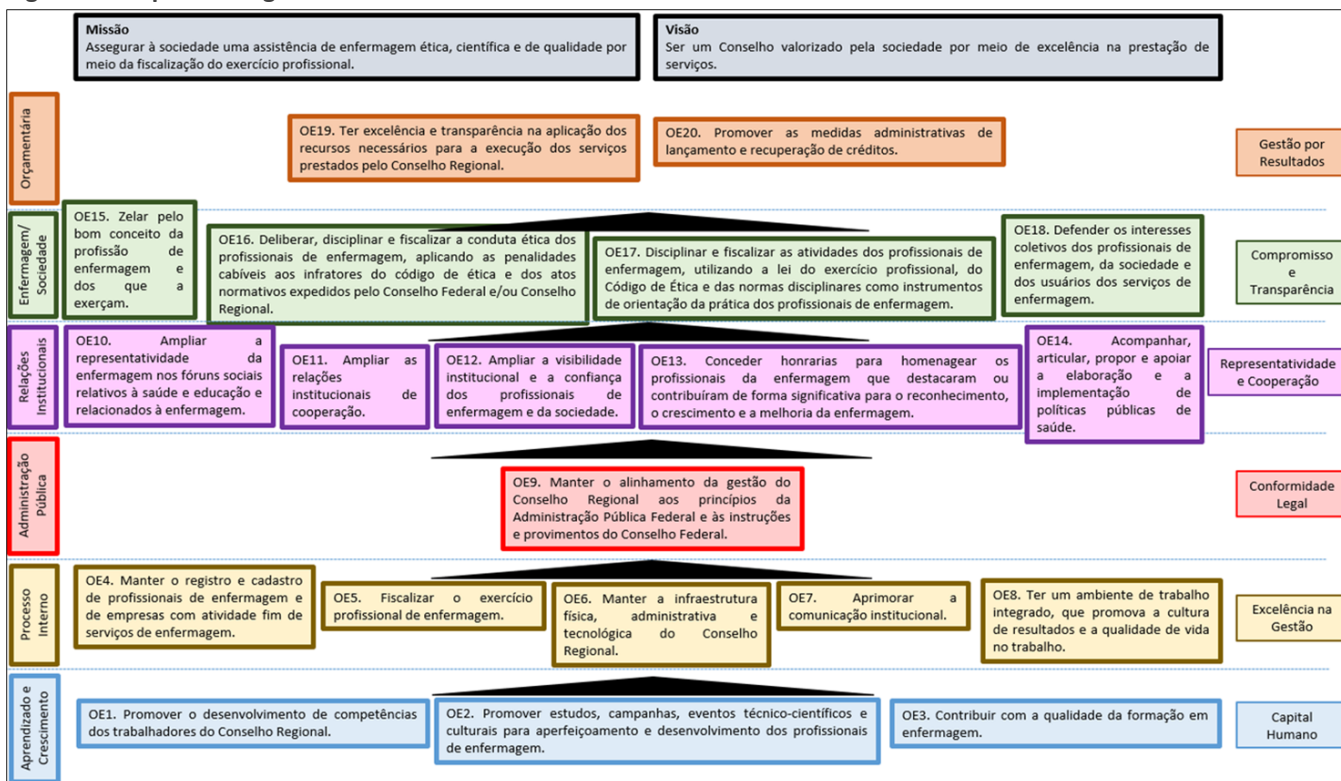 Missão
Assegurar à sociedade uma assistência de enfermagem ética, científica e de qualidade por
meio da fiscalização do exercício profissional.
Visão
Ser um Conselho valorizado pela sociedade por meio de excelência na prestação de
serviços.
Orçamentária
OE19. Ter excelência e transparência na aplicação dos
recursos necessários para a execução dos serviços
prestados pelo Conselho Regional.
OE20. Promover as medidas administrativas de
lançamento e recuperação de créditos.
Gestão por
Resultados
Enfermagem/
Sociedade
OE15. Zelar pelo
bom conceito da
profissão de
enfermagem e
dos que a
exerçam.
OE16. Deliberar, disciplinar e fiscalizar a conduta ética dos
profissionais de enfermagem, aplicando as penalidades
cabíveis aos infratores do código de ética e dos atos
normativos expedidos pelo Conselho Federal e/ou Conselho
Regional.
OE17. Disciplinar e fiscalizar as atividades dos profissionais de
enfermagem, utilizando a lei do exercício profissional, do
Código de Ética e das normas disciplinares como instrumentos
de orientação da prática dos profissionais de enfermagem.
OE18. Defender os interesses
coletivos dos profissionais de
enfermagem, da sociedade e
dos usuários dos serviços de
enfermagem.
Compromisso
e
Transparência
Relações
Institucionais
OE10. Ampliar a
representatividade da
enfermagem nos fóruns sociais
relativos à saúde e educação e
relacionados à enfermagem.
OE11. Ampliar as
relações
institucionais de
cooperação.
OE12. Ampliar a visibilidade
institucional e a confiança
dos profissionais de
enfermagem e da sociedade.
OE13. Conceder honrarias para homenagear os
profissionais da enfermagem que destacaram ou
contribuíram de forma significativa para o reconhecimento,
o crescimento e a melhoria da enfermagem.
OE14. Acompanhar,
articular, propor e apoiar
a elaboração e a
implementação de
políticas públicas de
saúde.
Representatividade
e Cooperação
Administração
Pública
OE9. Manter o alinhamento da gestão do
Conselho Regional aos princípios da
Administração Pública Federal e às instruções
e provimentos do Conselho Federal.
Conformidade
Legal
Processo
Interno
OE4. Manter o registro e cadastro
de profissionais de enfermagem e
de empresas com atividade fim de
serviços de enfermagem.
OE5. Fiscalizar o exercício
profissional de enfermagem.
OE6. Manter a infraestrutura
física, administrativa e
tecnológica do Conselho
Regional.
OE7. Aprimorar a
comunicação institucional.
OE8. Ter um ambiente de trabalho
integrado, que promova a cultura
de resultados e a qualidade de vida
no trabalho.
Excelência na
Gestão
Aprendizado e
Crescimento
OE1. Promover o desenvolvimento de competências
dos trabalhadores do Conselho Regional.
OE2. Promover estudos, campanhas, eventos técnico-científicos e
culturais para aperfeiçoamento e desenvolvimento dos profissionais
de enfermagem.
OE3. Contribuir com a qualidade da formação em
enfermagem.
Capital
Humano